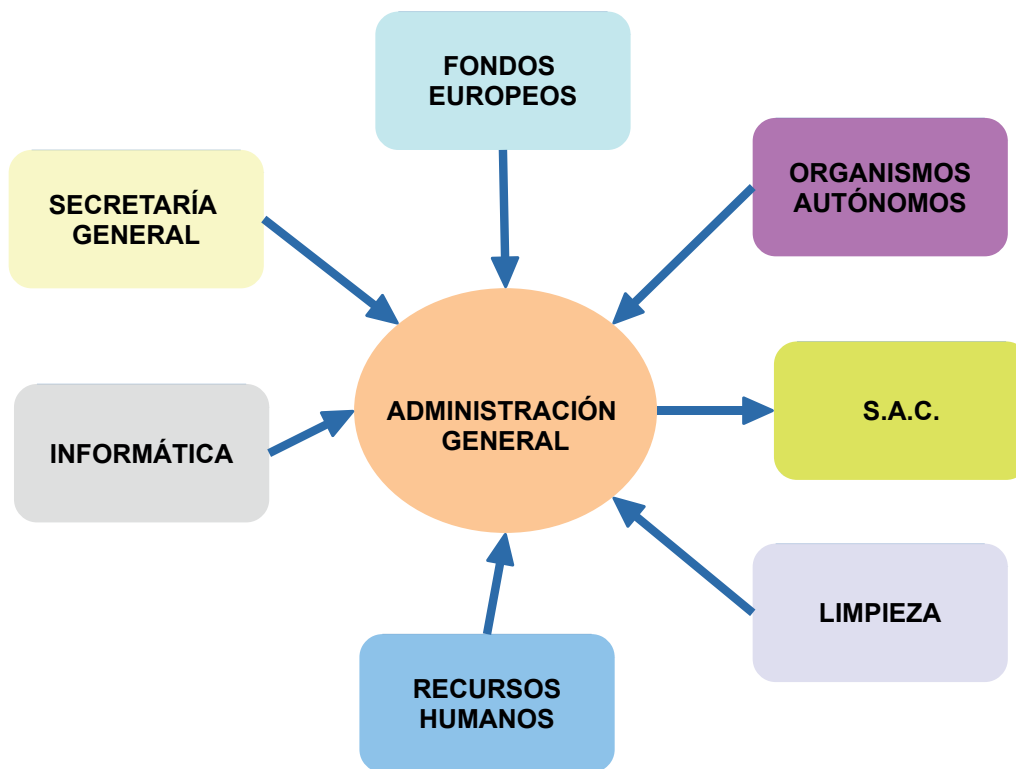 FONDOS
EUROPEOS
ORGANISMOS
AUTÓNOMOS
SECRETARÍA
GENERAL
ADMINISTRACIÓN
GENERAL
S.A.C.
INFORMÁTICA
LIMPIEZA
RECURSOS
HUMANOS